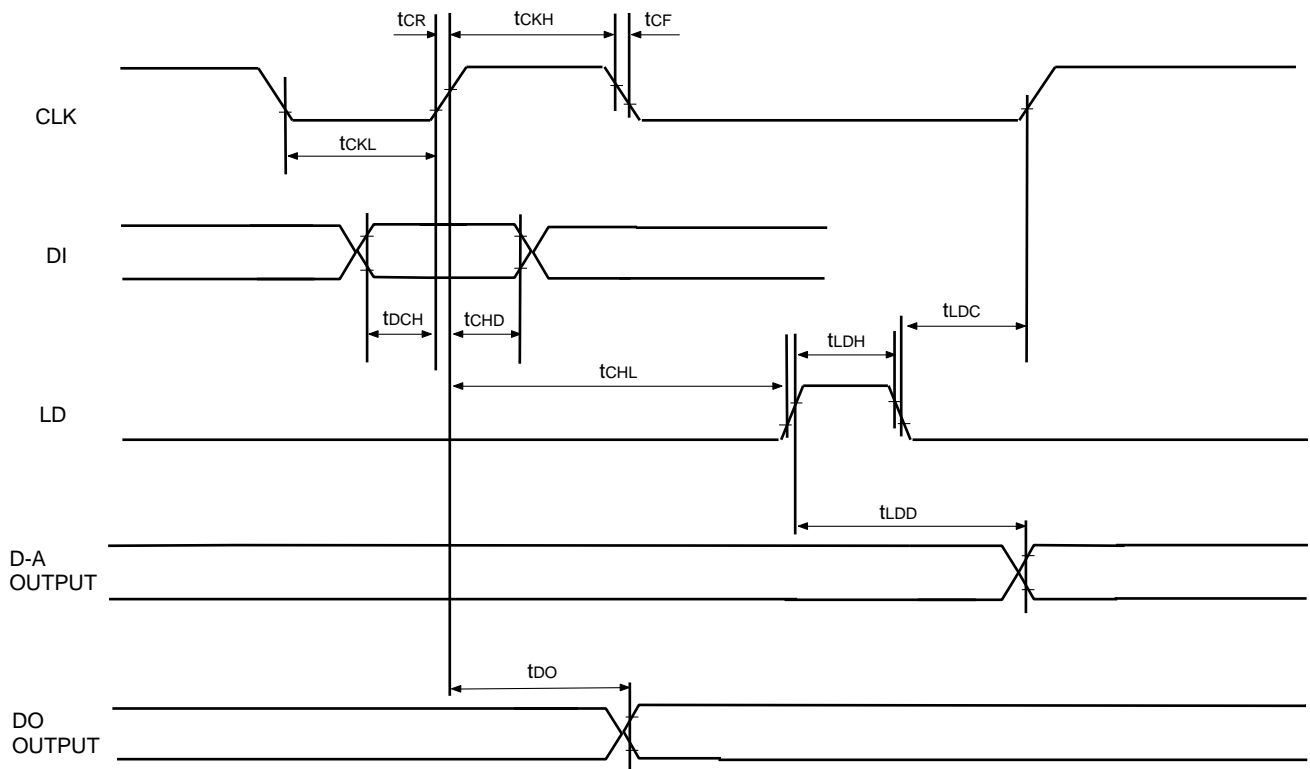 tCR
tCKH
tCF
CLK
tCKL
DI
tDCH
tCHD
tLDC
tLDH
tCHL
LD
tLDD
D-A
OUTPUT
tDO
DO
OUTPUT